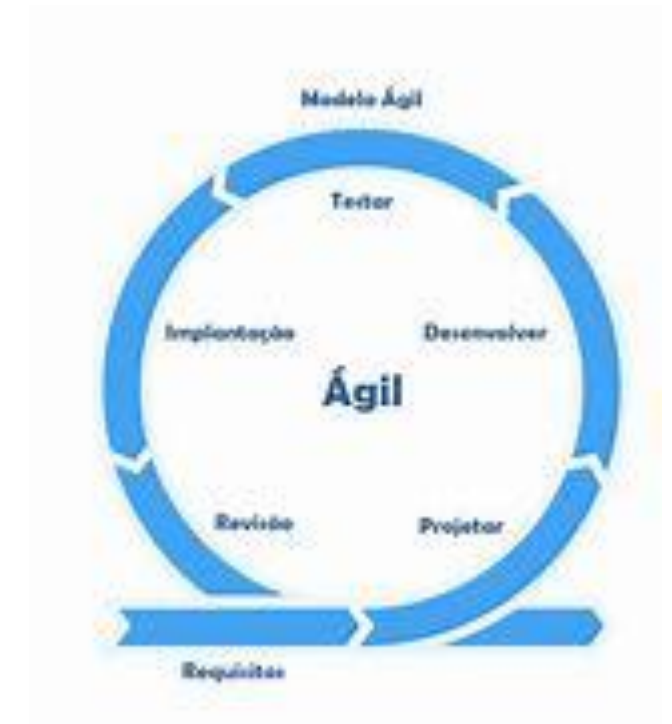 Modelo Ágil
Testar
Implantação
Desenvolver
Ágil
Revisão
Projetar
Requisitos